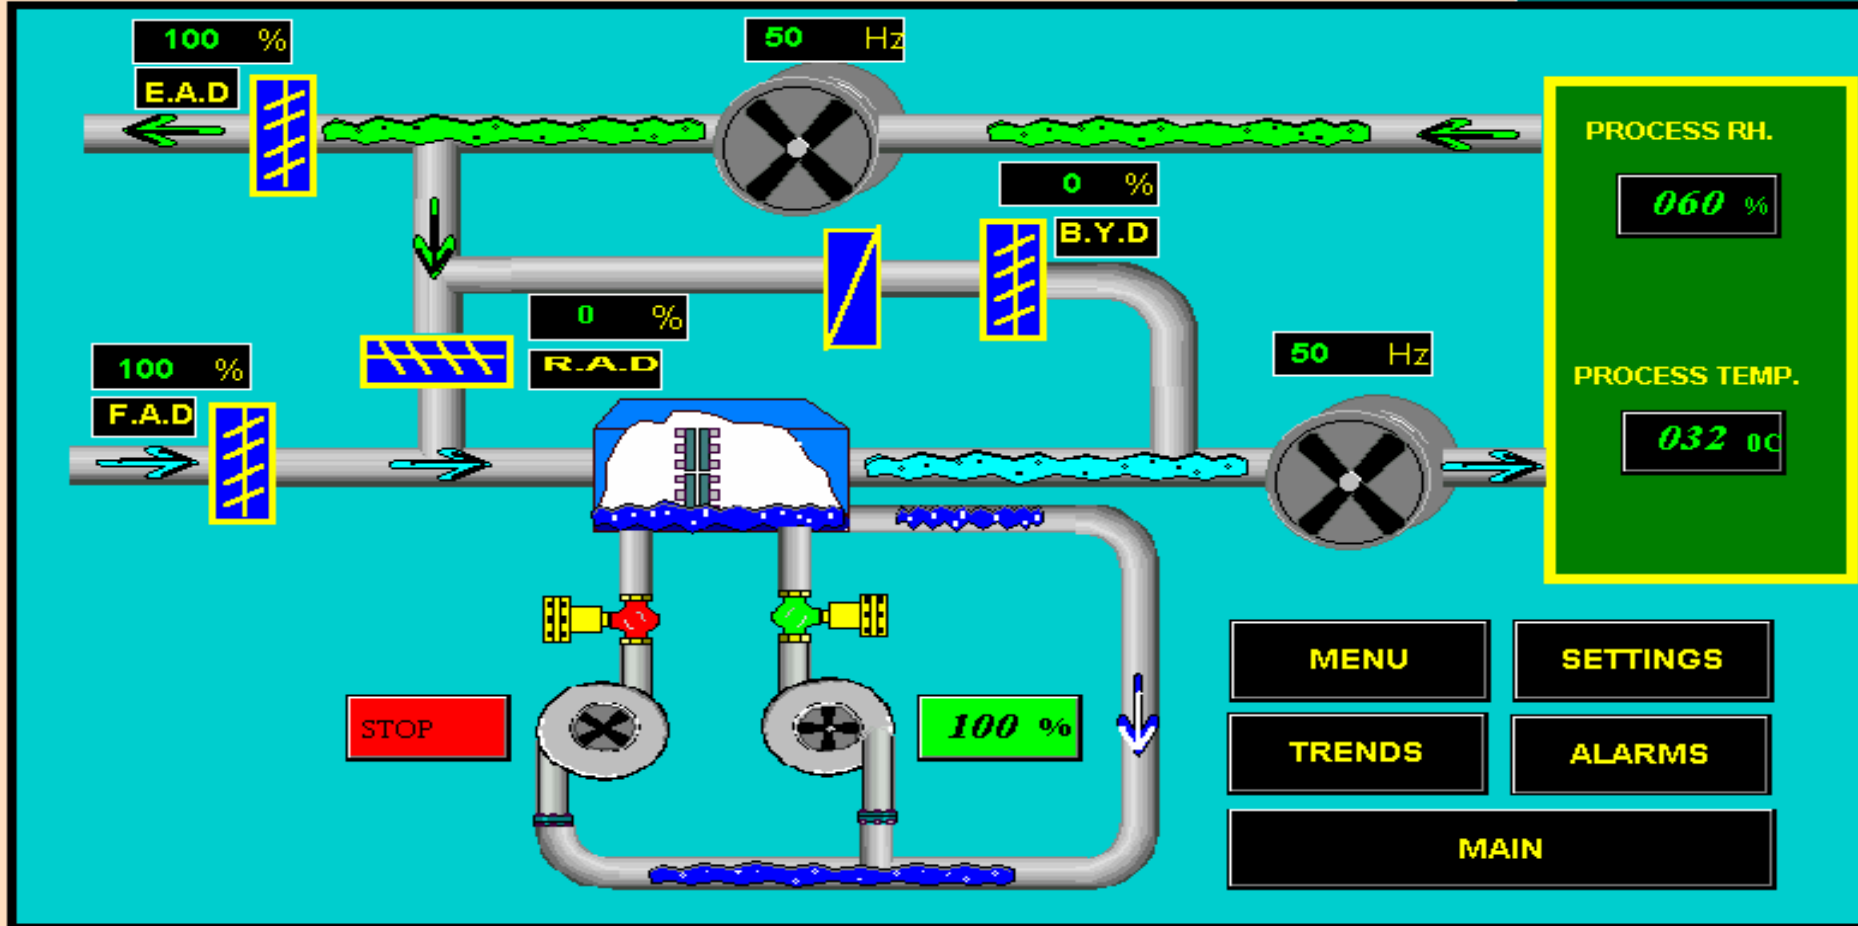 100 %
E.A.D
50 Hz
PROCESS RH.
060 %
0 %
B.Y.D
0 %
R.A.D
100 %
F.A.D
50 Hz
PROCESS TEMP.
032 0C
STOP
100 %
MENU
SETTINGS
TRENDS
ALARMS
MAIN